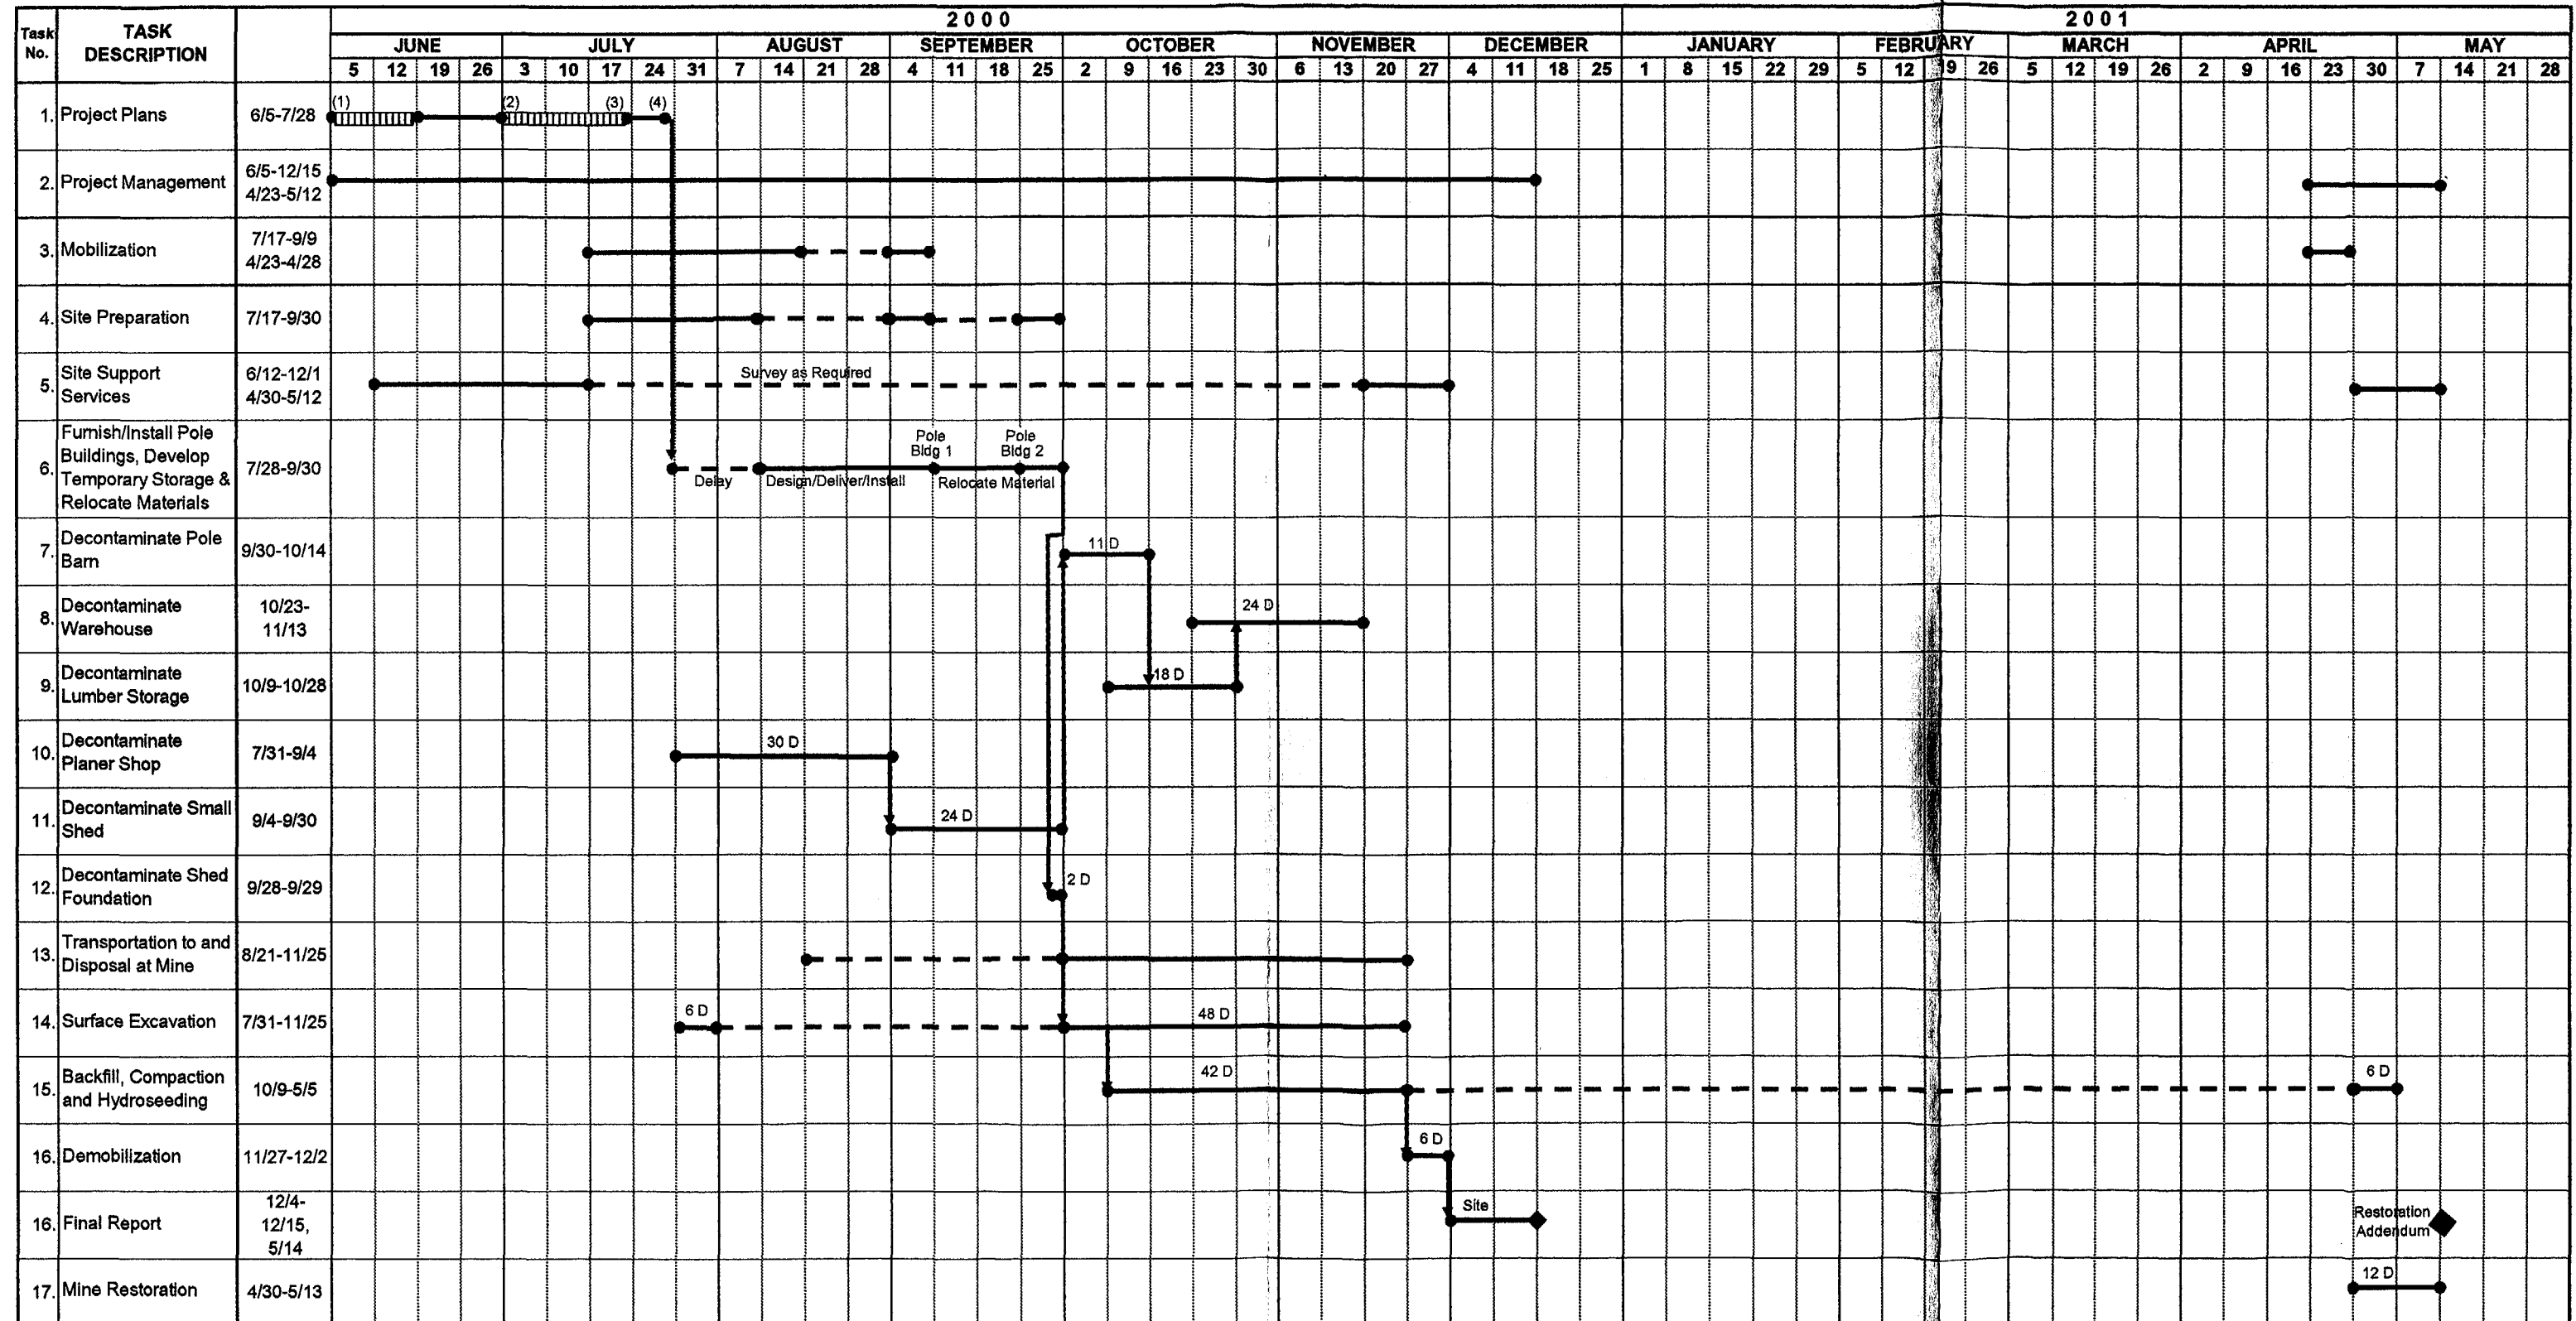 2000
2001
Task No.
TASK DESCRIPTION
JUNE JULY AUGUST SEPTEMBER OCTOBER NOVEMBER DECEMBER JANUARY FEBRUARY MARCH APRIL MAY
5 12 19 26 3 10 17 24 31 7 14 21 28 4 11 18 25 2 9 16 23 30 6 13 20 27 4 11 18 25 1 8 15 22 29 5 12 9 26 5 12 19 26 2 9 16 23 30 7 14 21 28
1. Project Plans 6/5-7/28
(1) (2) (3) (4)
2. Project Management
6/5-12/15
4/23-5/12
3. Mobilization
7/17-9/9
4/23-4/28
4. Site Preparation 7/17-9/30
5. Site Support
Services
6/12-12/1
4/30-5/12
Survey as Required
6. Furnish/Install Pole
Buildings, Develop
Temporary Storage &
Relocate Materials
7/28-9/30
Pole
Bldg 1
Pole
Bldg 2
Delay Design/Deliver/Install Relocate Material
7. Decontaminate Pole
Barn
9/30-10/14
11 D
8. Decontaminate
Warehouse
10/23-
11/13
24 D
9. Decontaminate
Lumber Storage
10/9-10/28
18 D
10. Decontaminate
Planer Shop
7/31-9/4
30 D
11. Decontaminate Small
Shed
9/4-9/30
24 D
12. Decontaminate Shed
Foundation
9/28-9/29
2 D
13. Transportation to and
Disposal at Mine
8/21-11/25
14. Surface Excavation 7/31-11/25
6 D 48 D
15. Backfill, Compaction
and Hydroseeding
10/9-5/5
42 D 6 D
16. Demobilization 11/27-12/2
6 D
16. Final Report
12/4-
12/15,
5/14
Site
Restoration
Addendum
17. Mine Restoration 4/30-5/13
12 D